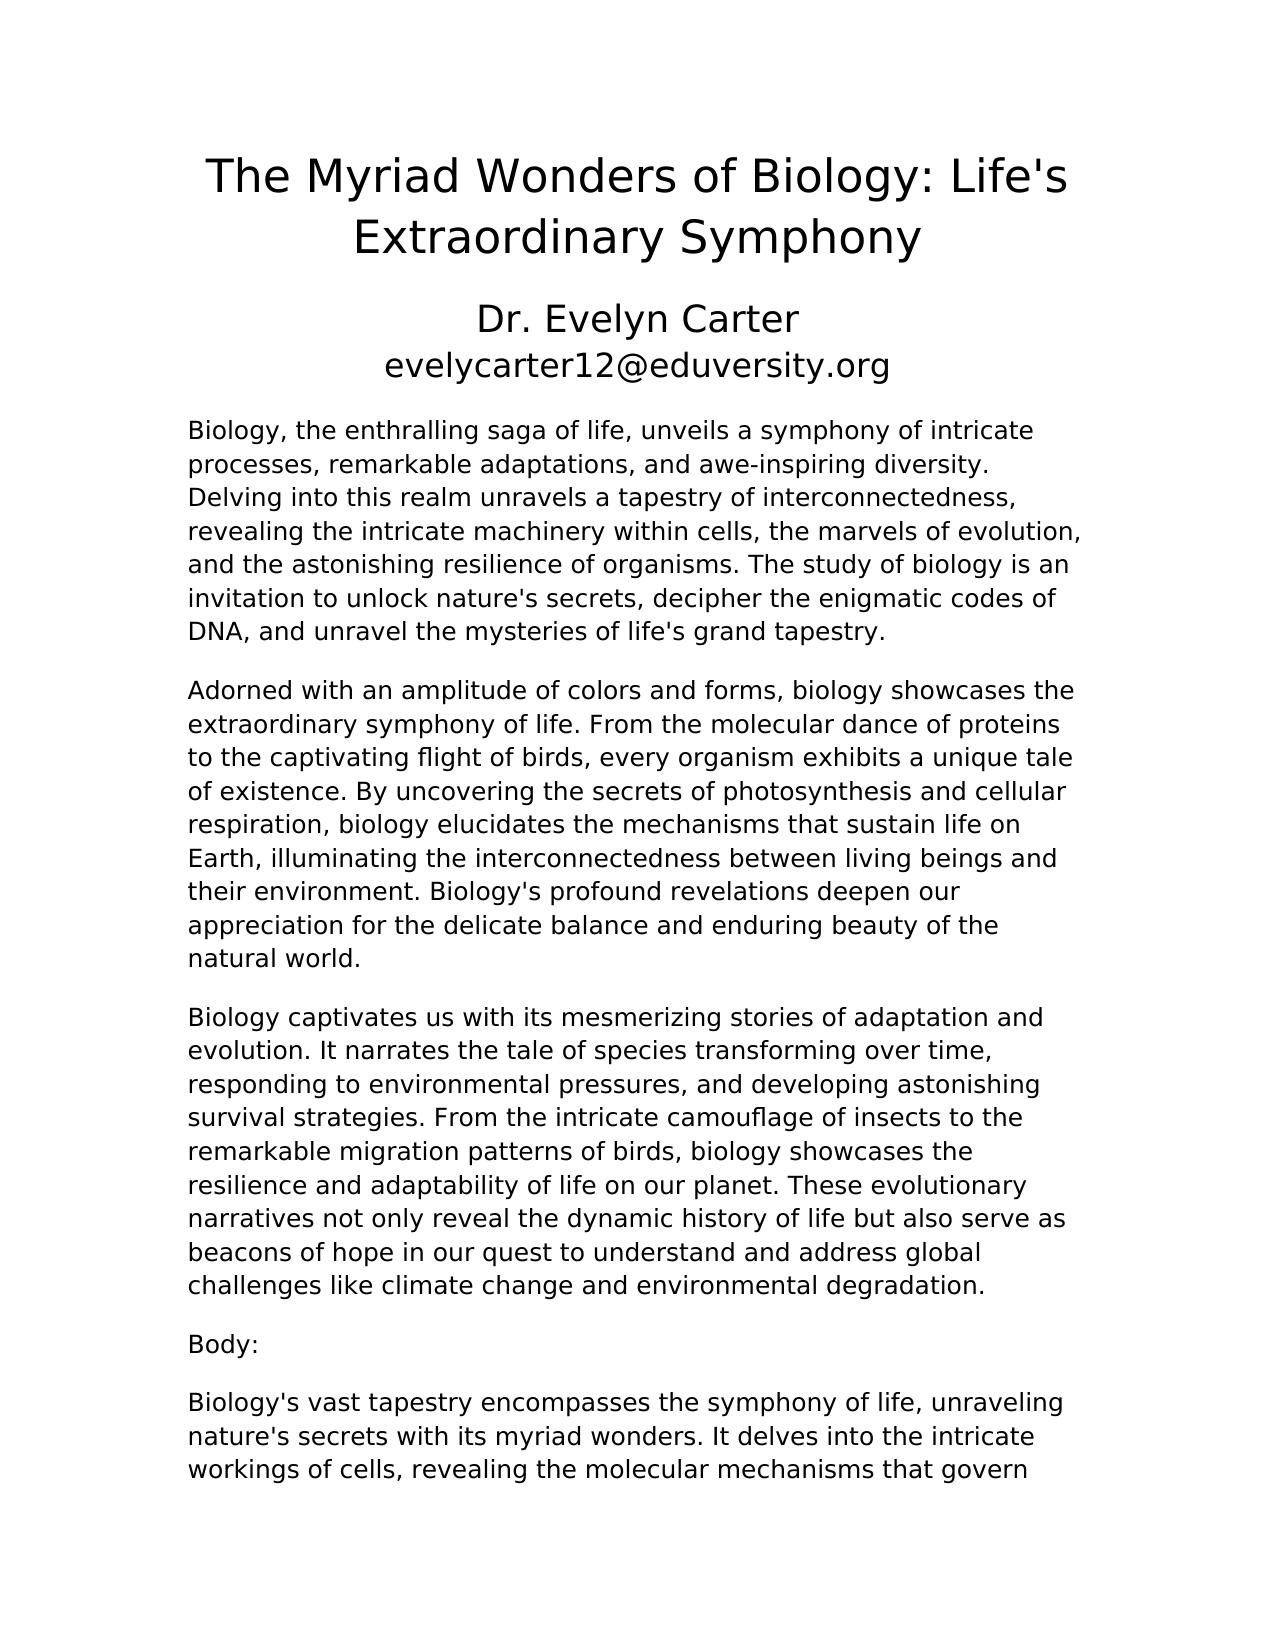 The Myriad Wonders of Biology: Life's
Extraordinary Symphony
Dr. Evelyn Carter
evelycarter12@eduversity.org
Biology, the enthralling saga of life, unveils a symphony of intricate
processes, remarkable adaptations, and awe-inspiring diversity.
Delving into this realm unravels a tapestry of interconnectedness,
revealing the intricate machinery within cells, the marvels of evolution,
and the astonishing resilience of organisms. The study of biology is an
invitation to unlock nature's secrets, decipher the enigmatic codes of
DNA, and unravel the mysteries of life's grand tapestry.
Adorned with an amplitude of colors and forms, biology showcases the
extraordinary symphony of life. From the molecular dance of proteins
to the captivating flight of birds, every organism exhibits a unique tale
of existence. By uncovering the secrets of photosynthesis and cellular
respiration, biology elucidates the mechanisms that sustain life on
Earth, illuminating the interconnectedness between living beings and
their environment. Biology's profound revelations deepen our
appreciation for the delicate balance and enduring beauty of the
natural world.
Biology captivates us with its mesmerizing stories of adaptation and
evolution. It narrates the tale of species transforming over time,
responding to environmental pressures, and developing astonishing
survival strategies. From the intricate camouflage of insects to the
remarkable migration patterns of birds, biology showcases the
resilience and adaptability of life on our planet. These evolutionary
narratives not only reveal the dynamic history of life but also serve as
beacons of hope in our quest to understand and address global
challenges like climate change and environmental degradation.
Body:
Biology's vast tapestry encompasses the symphony of life, unraveling
nature's secrets with its myriad wonders. It delves into the intricate
workings of cells, revealing the molecular mechanisms that govern